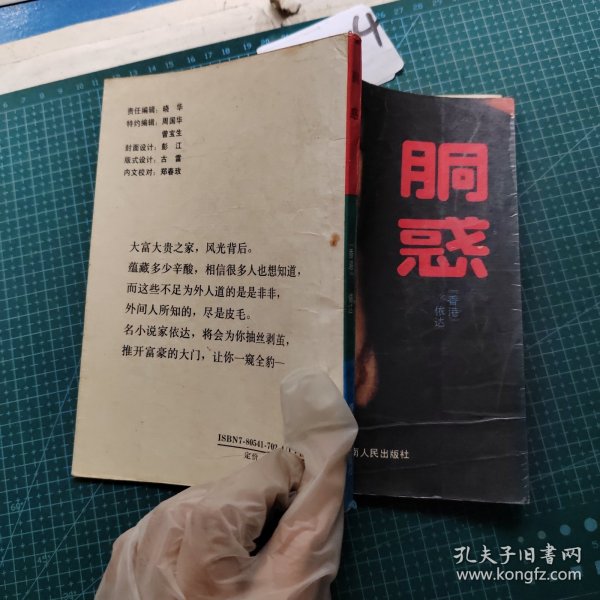 4
责任编辑：晓 华
特约编辑：周国华
曾宝生
封面设计：彭 江
版式设计：古 雷
内文校对：郑春玫
大富大贵之家，风光背后。
蕴藏多少辛酸，相信很多人也想知道，
而这些不足为外人道的是是非非，
外间人所知的，尽是皮毛。
名小说家依达，将会为你抽丝剥茧，
推开富豪的大门，让你一窥全豹—
ISBN7-80541-70
定价
胴惑
［香港］
依达
南人民出版社
孔夫子旧书网
www.kongfz.com